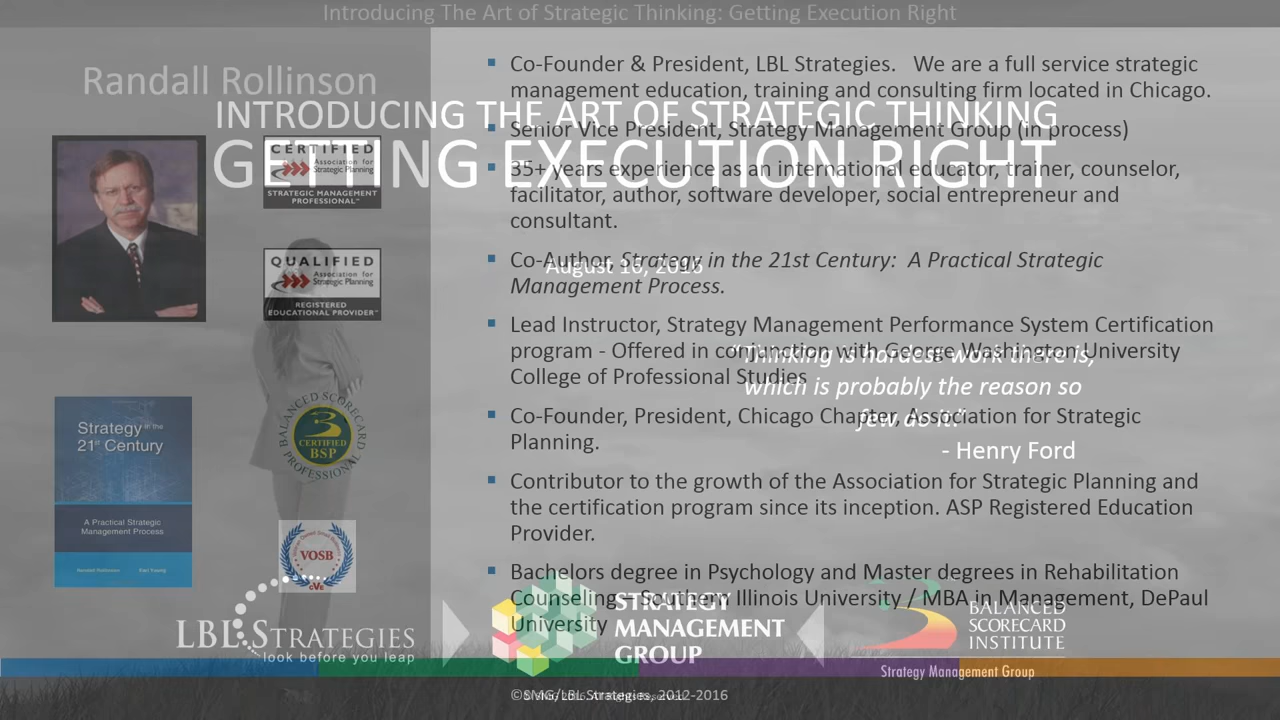 Introducing The Art of Strategic Thinking: Getting Execution Right
Randall Rollinson
INTRODUCING THE ART OF STRATEGIC THINKING
GETTING EXECUTION RIGHT
August 16, 2016
CERTIFIED
Association for
Strategic Planning
STRATEGIC MANAGEMENT
PROFESSIONAL™
QUALIFIED
Association for
Strategic Planning
REGISTERED
EDUCATIONAL PROVIDER™
Strategy in the
21st Century
A Practical Strategic
Management Process
Randall Rollinson Earl Young
BALANCED SCORECARD
CERTIFIED
BSP
PROFESSIONAL
VOSB
CVE
Co-Founder & President, LBL Strategies. We are a full service strategic
management education, training and consulting firm located in Chicago.
Senior Vice President, Strategy Management Group (in process)
35+ years experience as an international educator, trainer, counselor,
facilitator, author, software developer, social entrepreneur and
consultant.
Co-Author, Strategy in the 21st Century: A Practical Strategic
Management Process.
Lead Instructor, Strategy Management Performance System Certification
program - Offered in conjunction with George Washington University
College of Professional Studies
Co-Founder, President, Chicago Chapter, Association for Strategic
Planning.
Contributor to the growth of the Association for Strategic Planning and
the certification program since its inception. ASP Registered Education
Provider.
Bachelors degree in Psychology and Master degrees in Rehabilitation
Counseling – Southern Illinois University / MBA in Management, DePaul
University
"Thinking is hardest work there is,
which is probably the reason so
few do it."
- Henry Ford
LBL STRATEGIES
look before you leap
STRATEGY
MANAGEMENT
GROUP
BALANCED
SCORECARD
INSTITUTE
Strategy Management Group
©SMG/LBL Strategies, 2012-2016